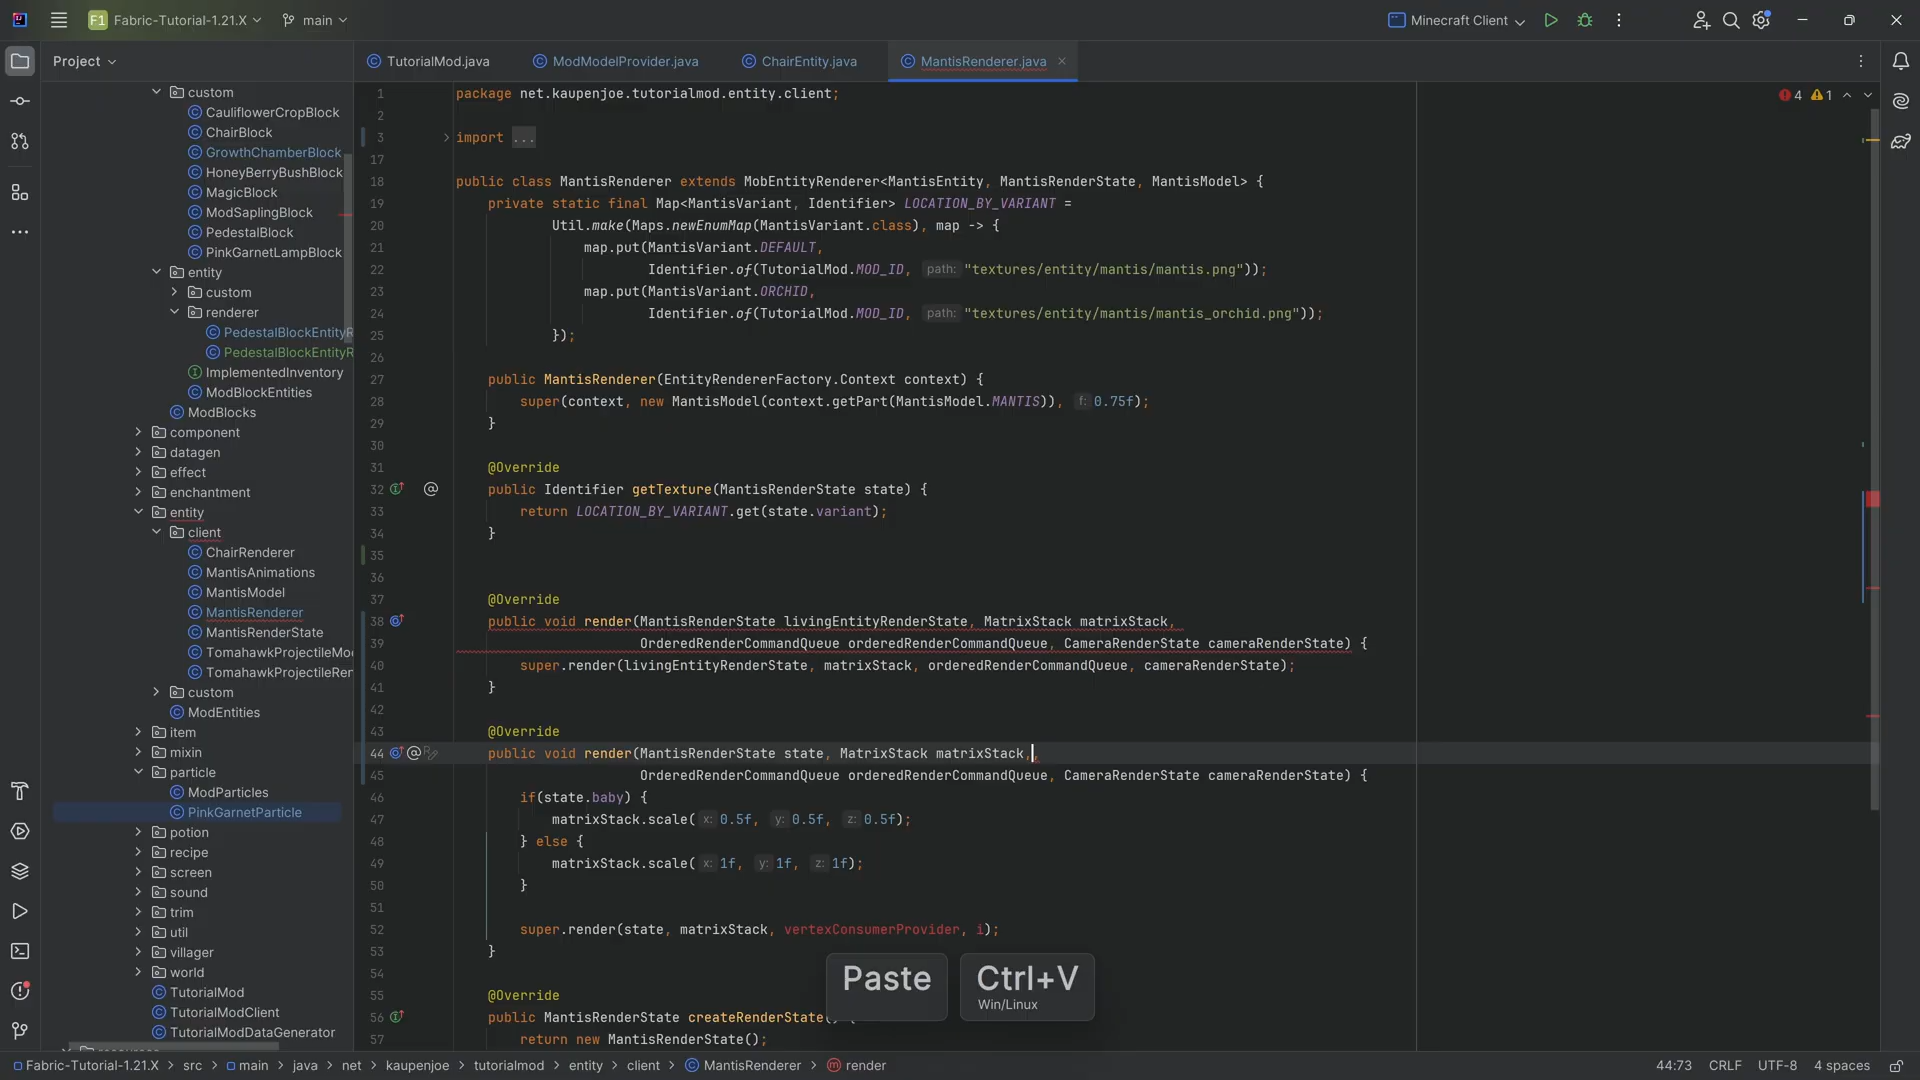 F1 Fabric-Tutorial-1.21.X main Minecraft Client
Project
TutorialMod.java ModModelProvider.java ChairEntity.java MantisRenderer.java
custom
CauliflowerCropBlock
ChairBlock
GrowthChamberBlock
HoneyBerryBushBlock
MagicBlock
ModSaplingBlock
PedestalBlock
PinkGarnetLampBlock
entity
custom
renderer
PedestalBlockEntityR
PedestalBlockEntityR
ImplementedInventory
ModBlockEntities
ModBlocks
component
datagen
effect
enchantment
entity
client
ChairRenderer
MantisAnimations
MantisModel
MantisRenderer
MantisRenderState
TomahawkProjectileMod
TomahawkProjectileRen
custom
ModEntities
item
mixin
particle
ModParticles
PinkGarnetParticle
potion
recipe
screen
sound
trim
util
villager
world
TutorialMod
TutorialModClient
TutorialModDataGenerator
4 1
1 package net.kaupenjoe.tutorialmod.entity.client;
2
3 import ...
17
18 public class MantisRenderer extends MobEntityRenderer<MantisEntity, MantisRenderState, MantisModel> {
19 private static final Map<MantisVariant, Identifier> LOCATION_BY_VARIANT =
20 Util.make(Maps.newEnumMap(MantisVariant.class), map -> {
21 map.put(MantisVariant.DEFAULT,
22 Identifier.of(TutorialMod.MOD_ID, path: "textures/entity/mantis/mantis.png"));
23 map.put(MantisVariant.ORCHID,
24 Identifier.of(TutorialMod.MOD_ID, path: "textures/entity/mantis/mantis_orchid.png"));
25 });
26
27 public MantisRenderer(EntityRendererFactory.Context context) {
28 super(context, new MantisModel(context.getPart(MantisModel.MANTIS)), f: 0.75f);
29 }
30
31 @Override
32 public Identifier getTexture(MantisRenderState state) {
33 return LOCATION_BY_VARIANT.get(state.variant);
34 }
35
36
37 @Override
38 public void render(MantisRenderState livingEntityRenderState, MatrixStack matrixStack,
39 OrderedRenderCommandQueue orderedRenderCommandQueue, CameraRenderState cameraRenderState) {
40 super.render(livingEntityRenderState, matrixStack, orderedRenderCommandQueue, cameraRenderState);
41 }
42
43 @Override
44 public void render(MantisRenderState state, MatrixStack matrixStack,,
45 OrderedRenderCommandQueue orderedRenderCommandQueue, CameraRenderState cameraRenderState) {
46 if(state.baby) {
47 matrixStack.scale( x: 0.5f, y: 0.5f, z: 0.5f);
48 } else {
49 matrixStack.scale( x: 1f, y: 1f, z: 1f);
50 }
51
52 super.render(state, matrixStack, vertexConsumerProvider, i);
53 }
54
55 @Override
56 public MantisRenderState createRenderState() {
57 return new MantisRenderState();
Paste Ctrl+V
Win/Linux
Fabric-Tutorial-1.21.X > src > main > java > net > kaupenjoe > tutorialmod > entity > client > MantisRenderer > render 44:73 CRLF UTF-8 4 spaces